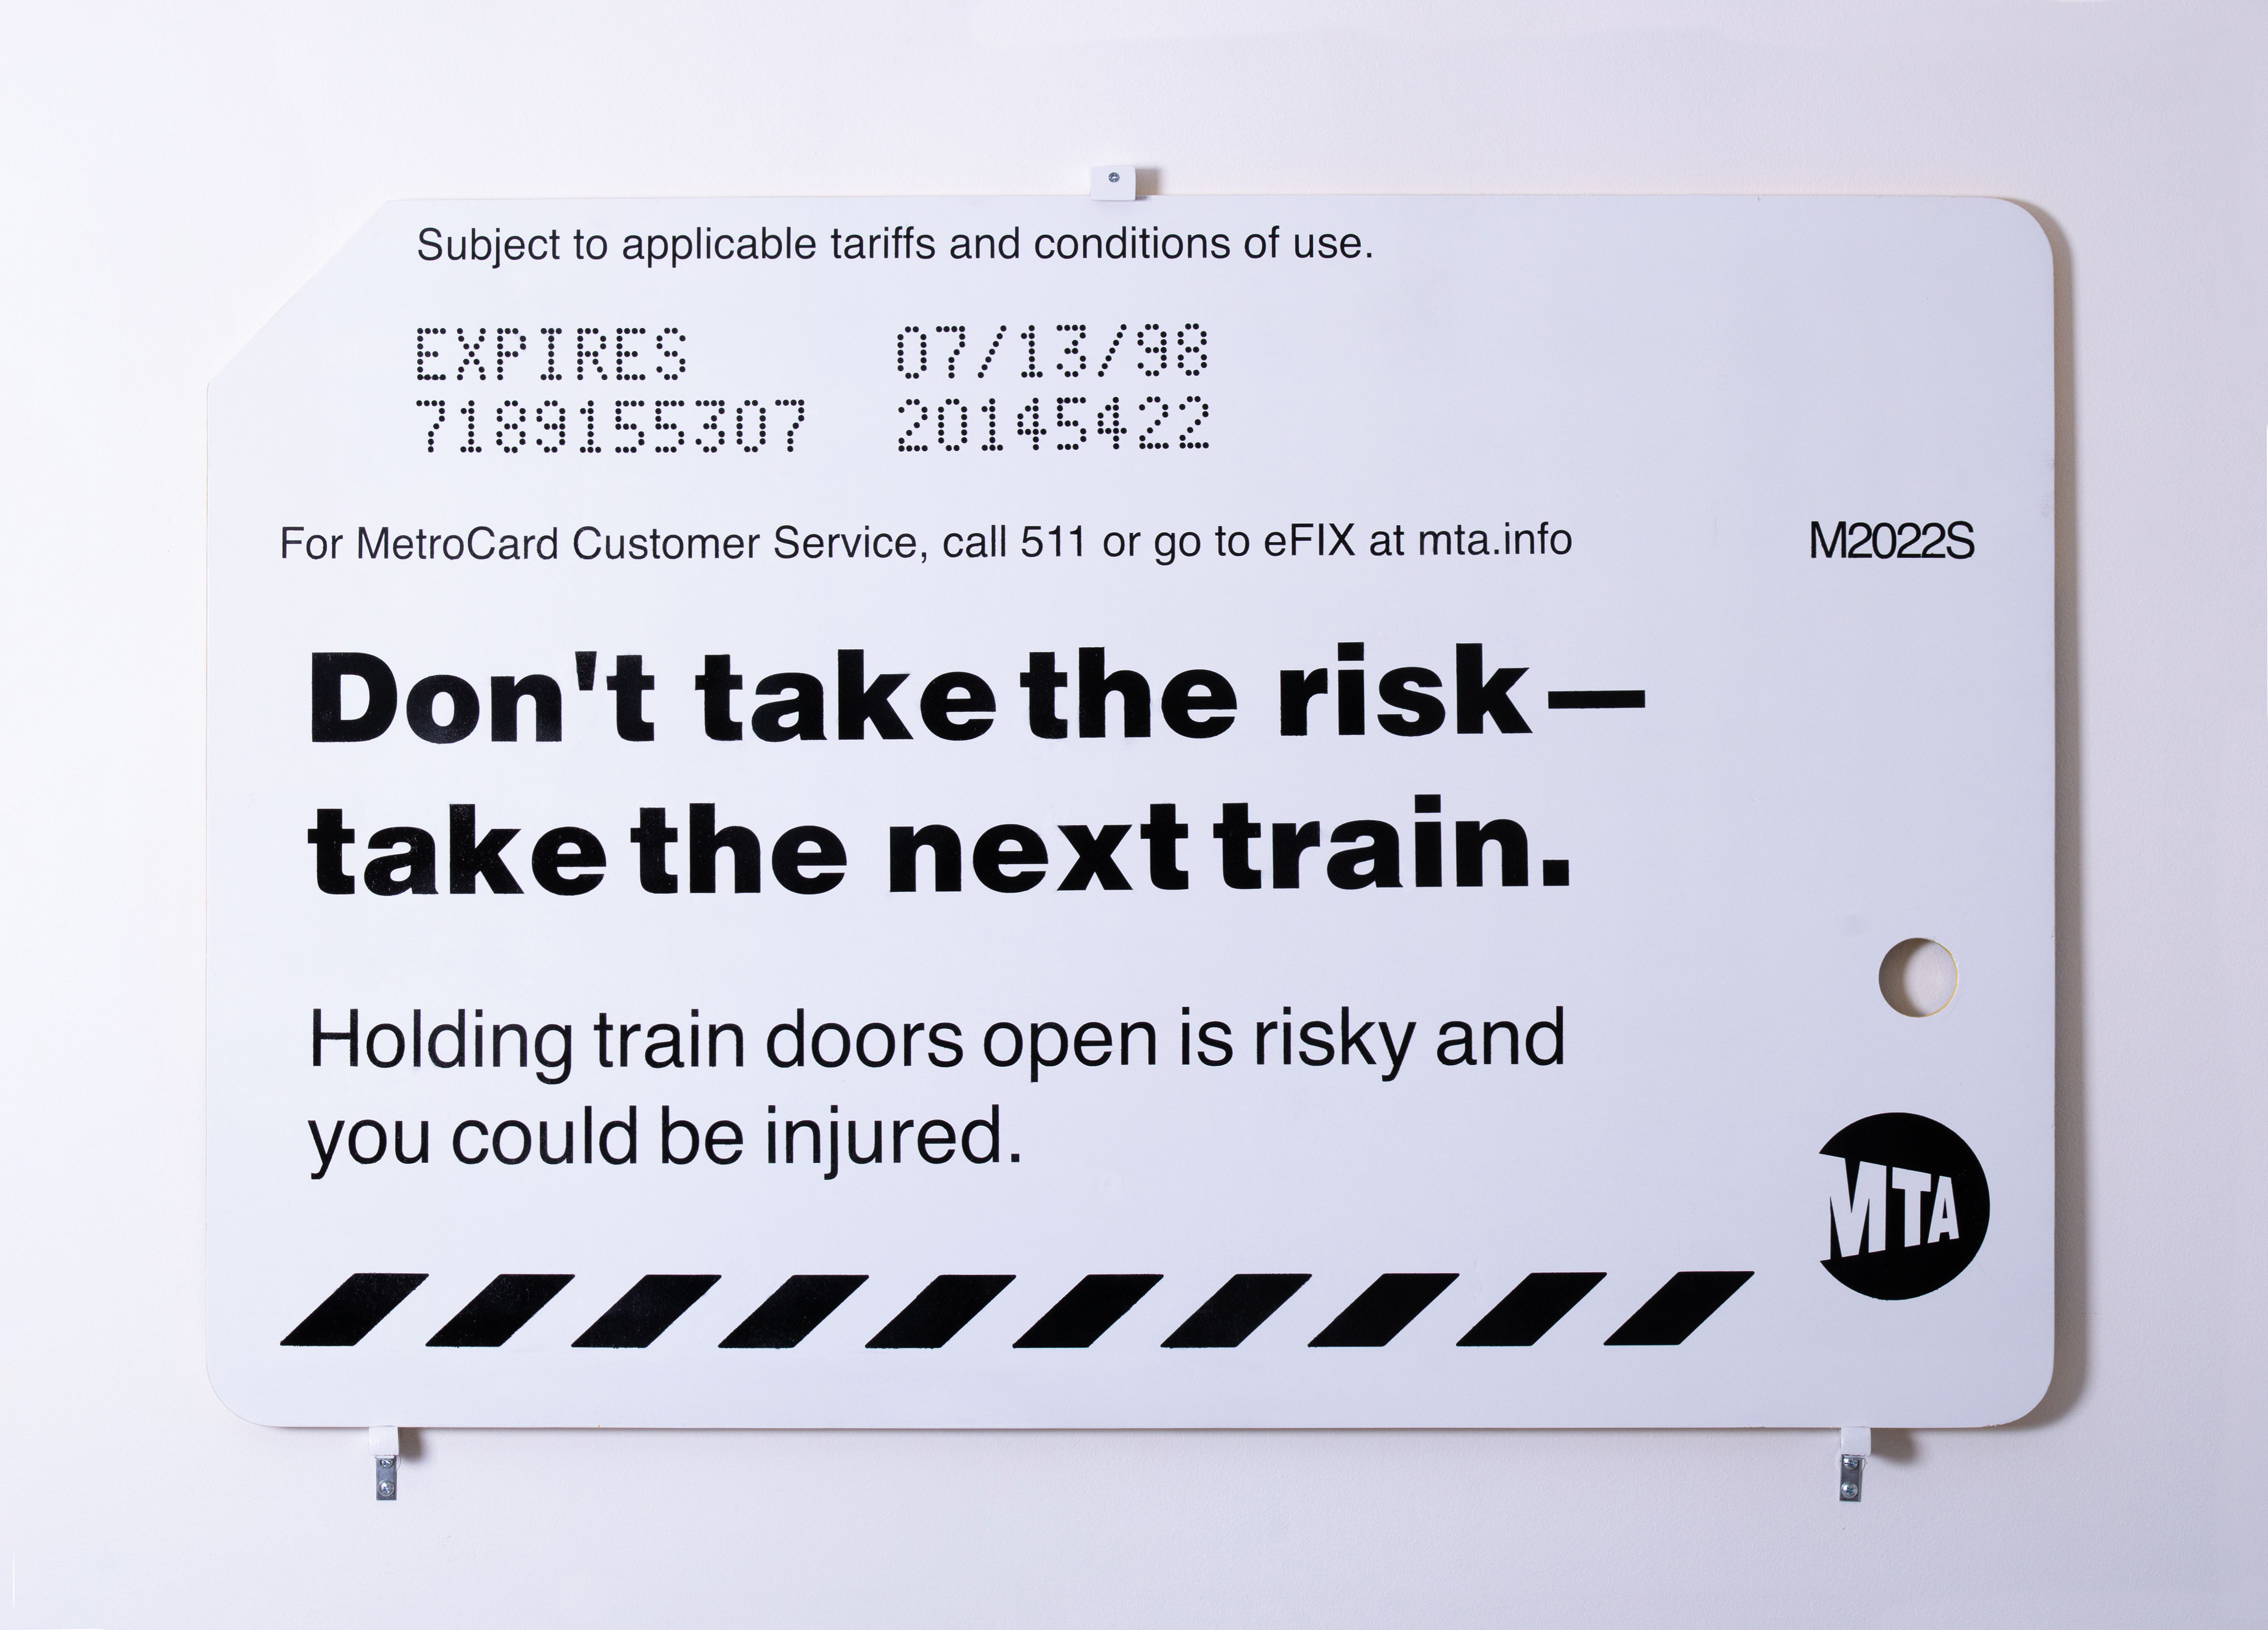 Subject to applicable tariffs and conditions of use.
EXPIRES 07/13/98
7189155307 20145422
For MetroCard Customer Service, call 511 or go to eFIX at mta.info M2022S
Don't take the risk—
take the next train.
Holding train doors open is risky and
you could be injured.
MTA